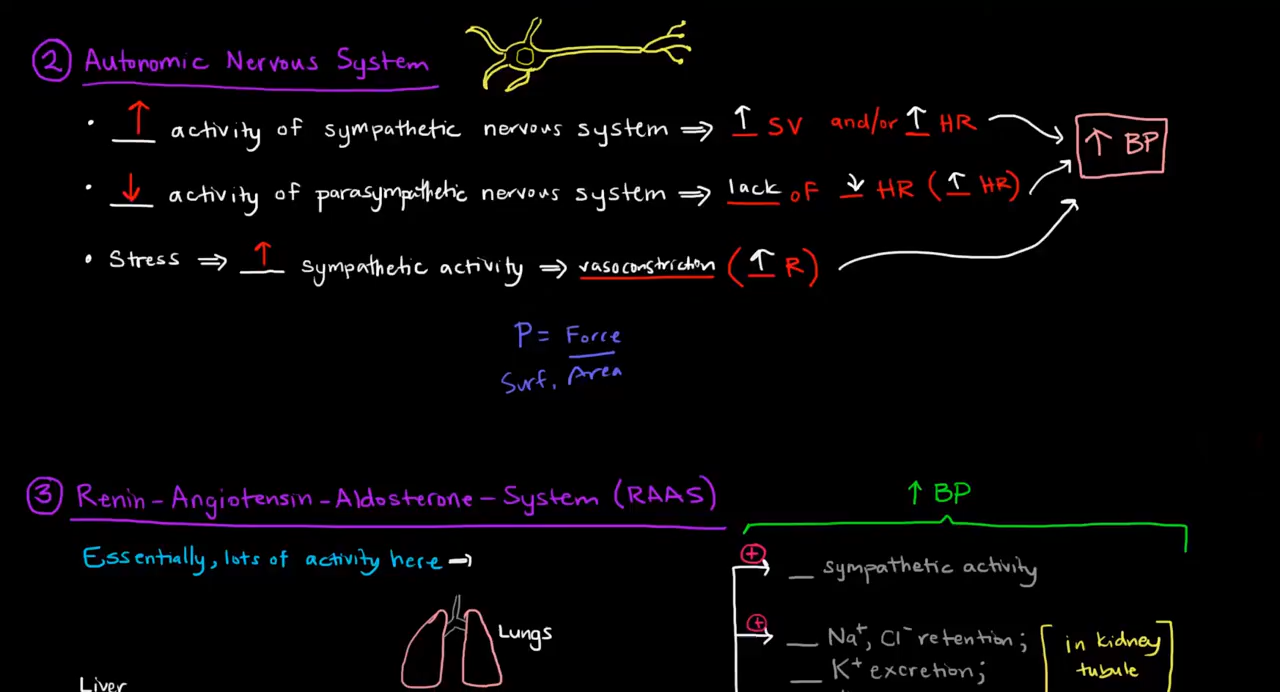 ② Autonomic Nervous System
• ↑ activity of sympathetic nervous system ⇒ ↑ SV and/or ↑ HR
↑ BP
• ↓ activity of parasympathetic nervous system ⇒ lack of ↓ HR (↑ HR)
• Stress ⇒ ↑ sympathetic activity ⇒ vasoconstriction (↑ R)
P = Force
Surf. Area
③ Renin-Angiotensin-Aldosterone-System (RAAS)
↑ BP
Essentially, lots of activity here →
+ __ sympathetic activity
Lungs
+ __ Na⁺, Cl⁻ retention;
__ K⁺ excretion;
in kidney
tubule
Liver